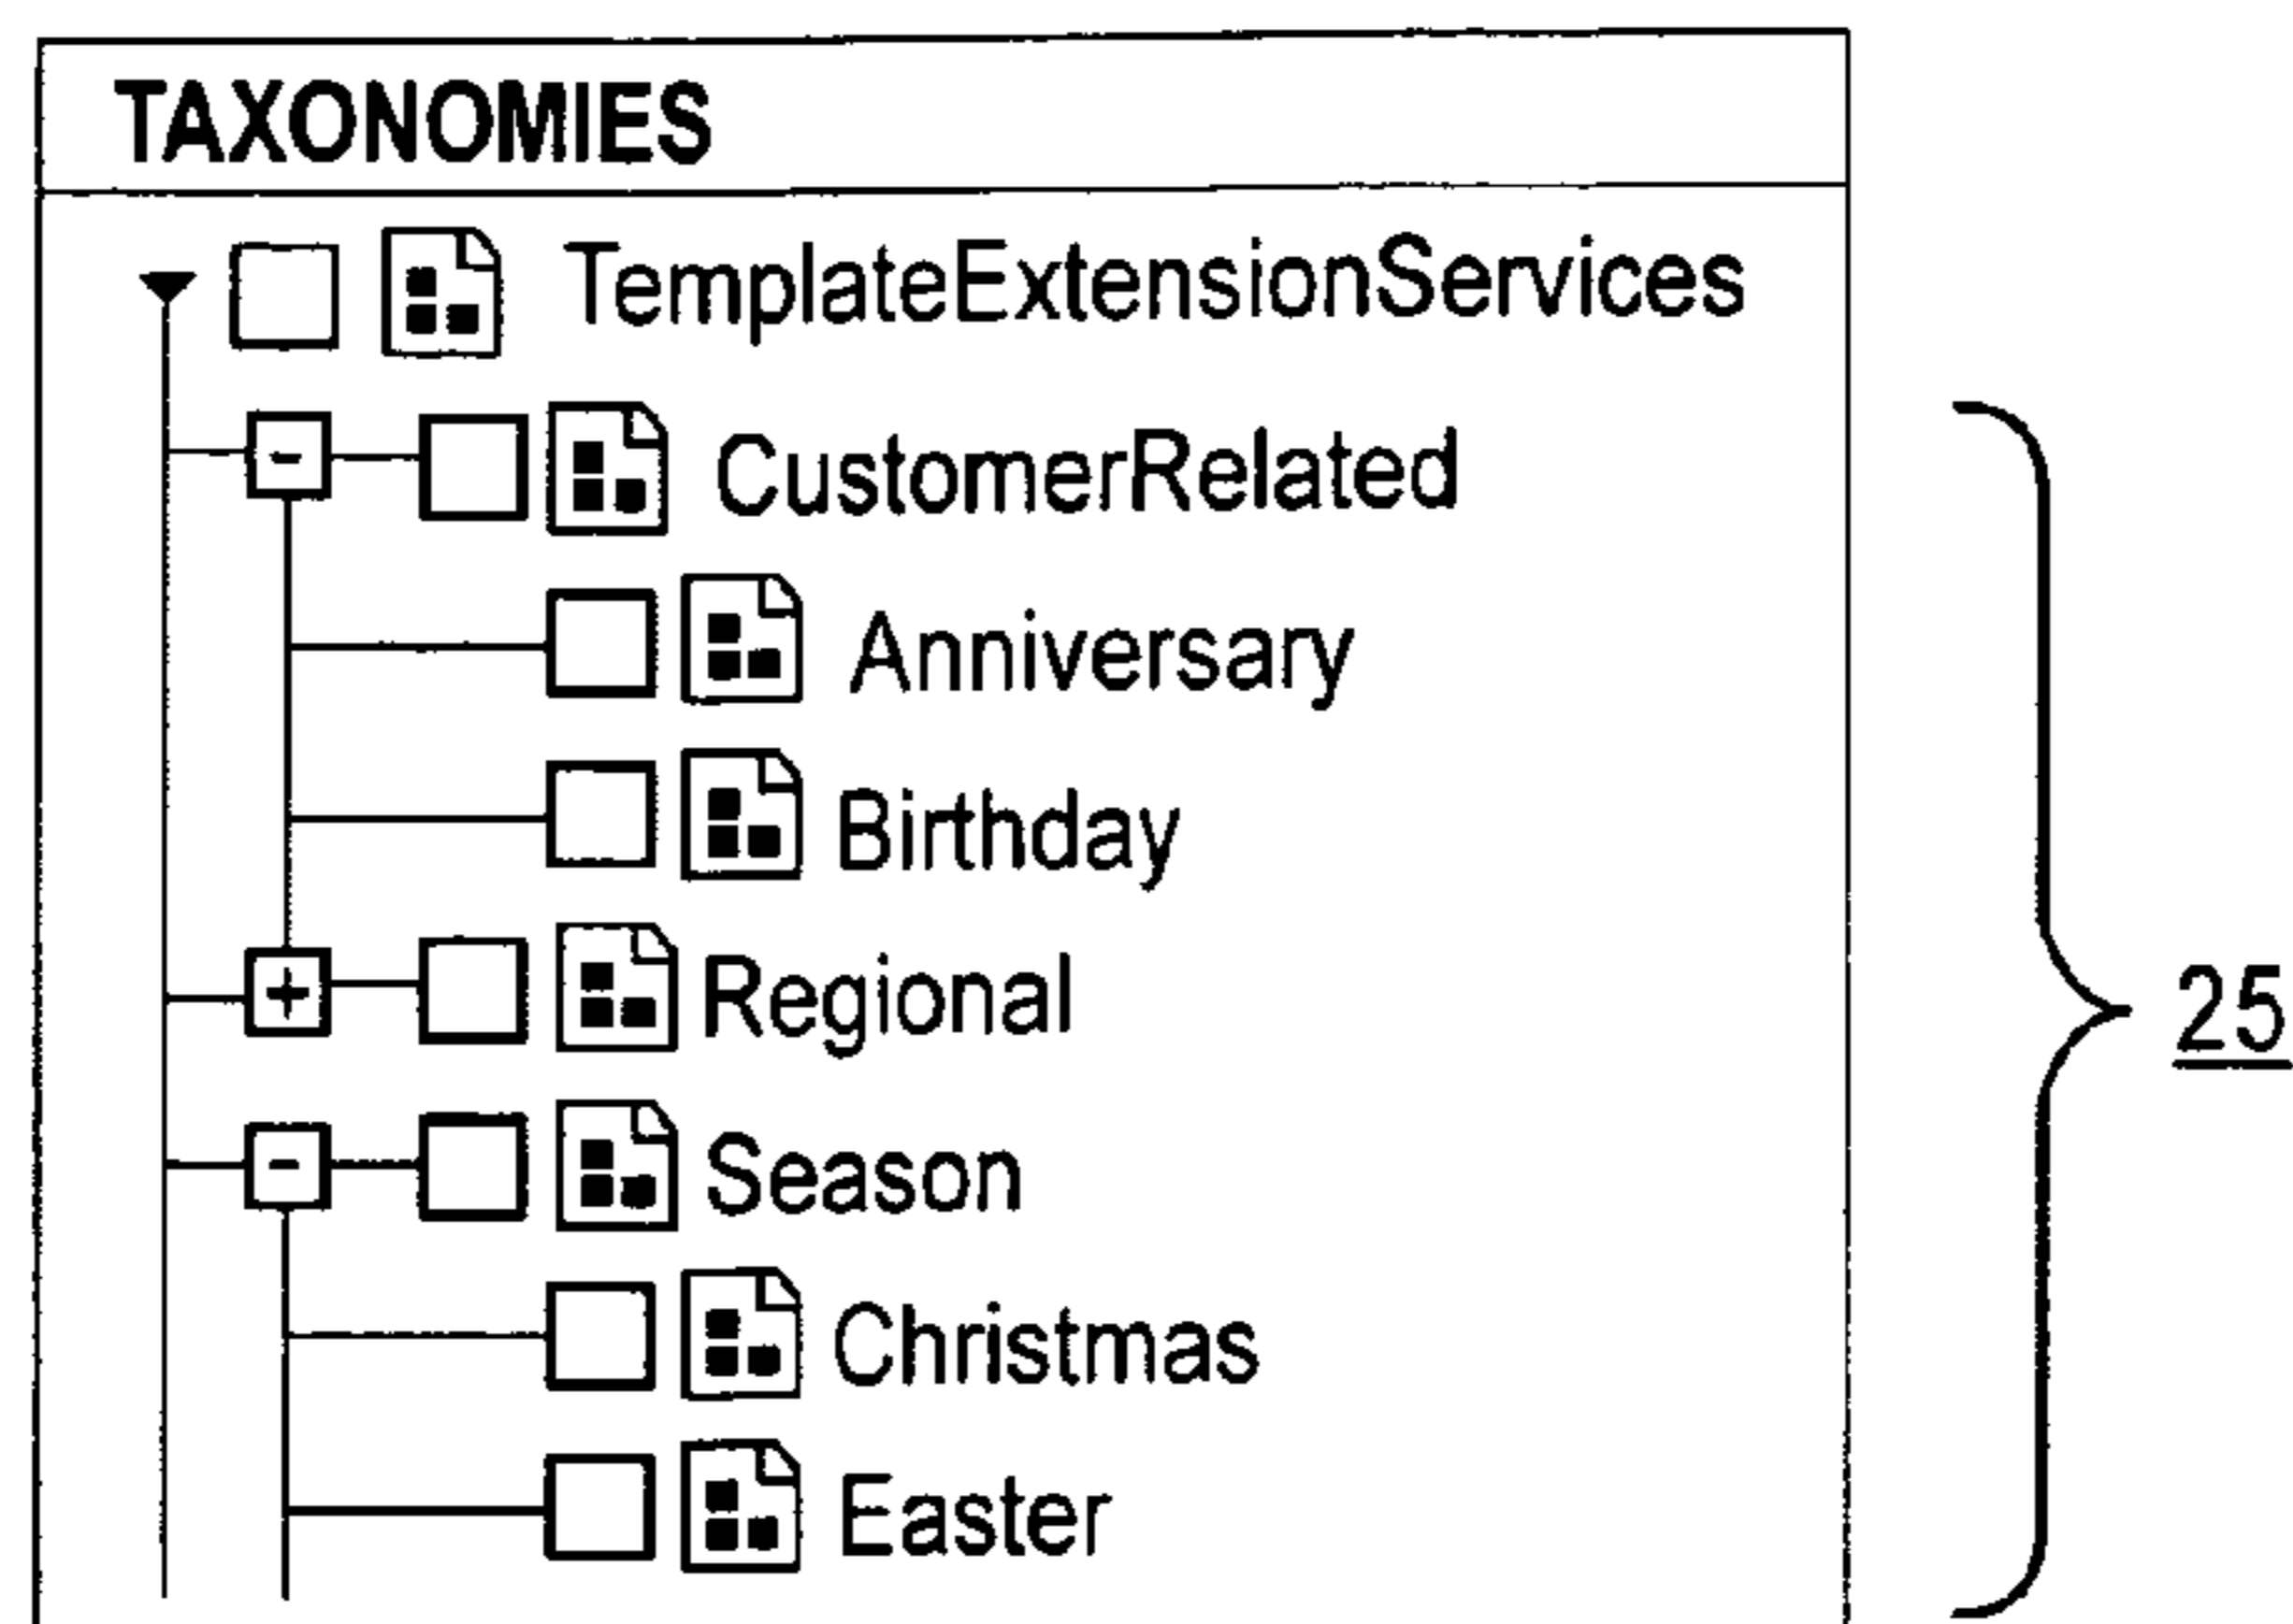 TAXONOMIES
TemplateExtensionServices
CustomerRelated
Anniversary
Birthday
Regional
Season
Christmas
Easter
25